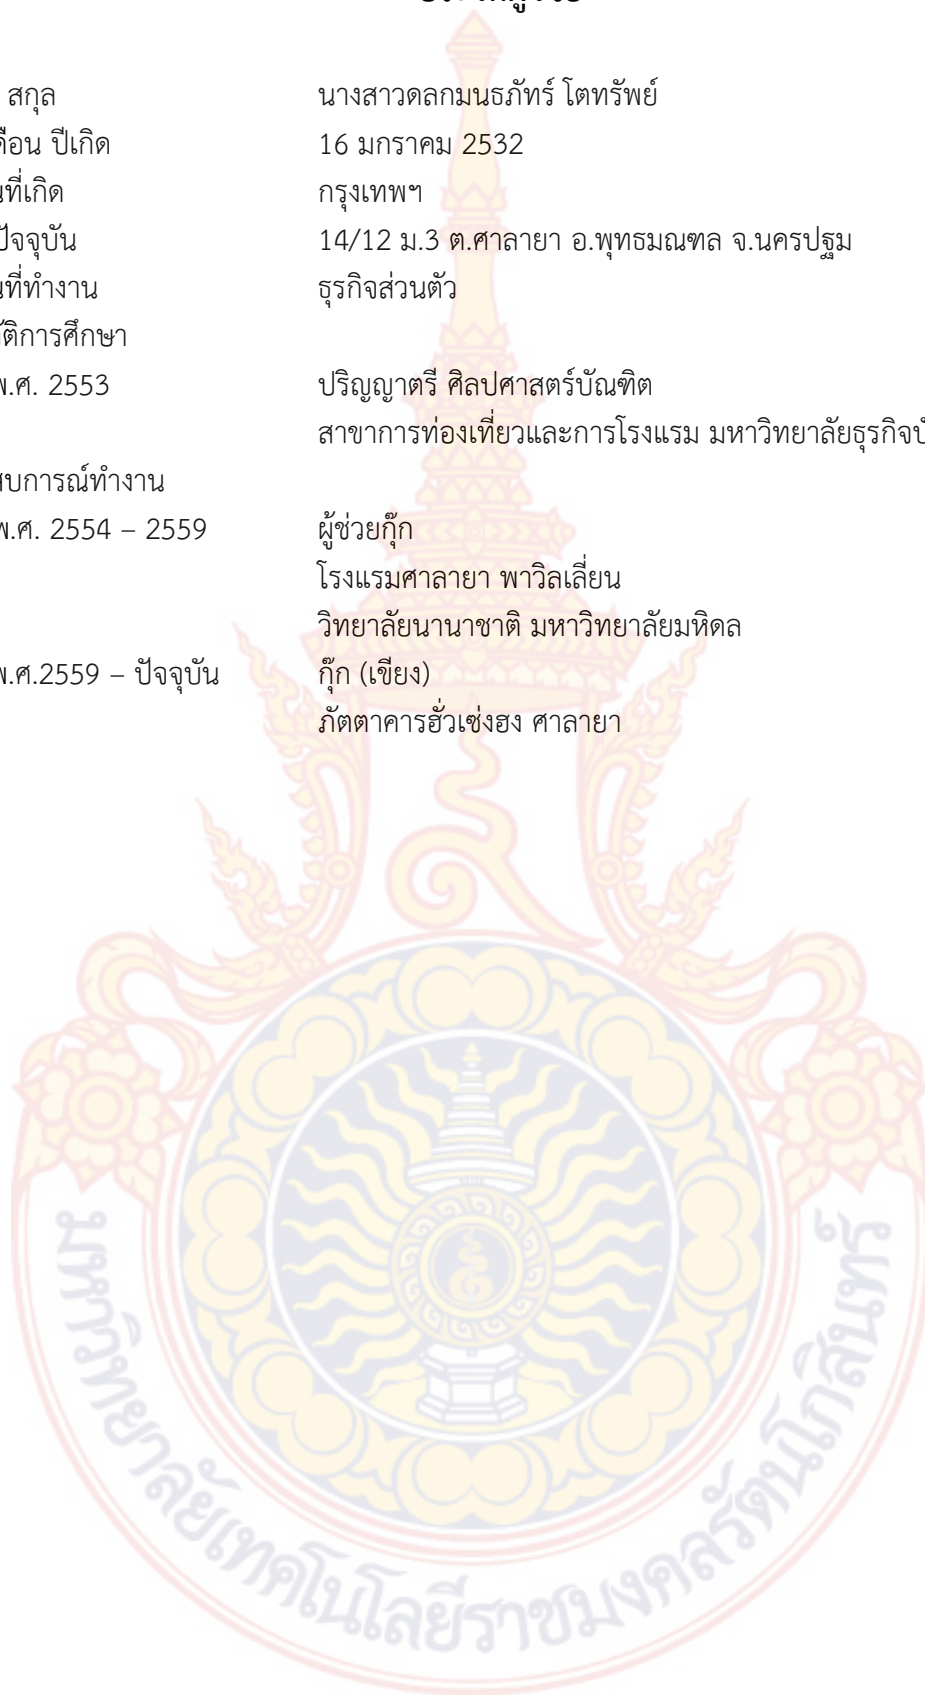 สกุล นางสาวดลกมนธภัทร์ โตทรัพย์
ดือน ปีเกิด 16 มกราคม 2532
นที่เกิด กรุงเทพฯ
ปัจจุบัน 14/12 ม.3 ต.ศาลายา อ.พุทธมณฑล จ.นครปฐม
นที่ทำงาน ธุรกิจส่วนตัว
วัติการศึกษา
พ.ศ. 2553 ปริญญาตรี ศิลปศาสตร์บัณฑิต
สาขาการท่องเที่ยวและการโรงแรม มหาวิทยาลัยธุรกิจบั
สบการณ์ทำงาน
พ.ศ. 2554 – 2559 ผู้ช่วยกุ๊ก
โรงแรมศาลายา พาวิลเลี่ยน
วิทยาลัยนานาชาติ มหาวิทยาลัยมหิดล
พ.ศ.2559 – ปัจจุบัน กุ๊ก (เขียง)
ภัตตาคารฮั่วเซ่งฮง ศาลายา
มหาวิทยาลัยเทคโนโลยีราชมงคลรัตนโกสินทร์